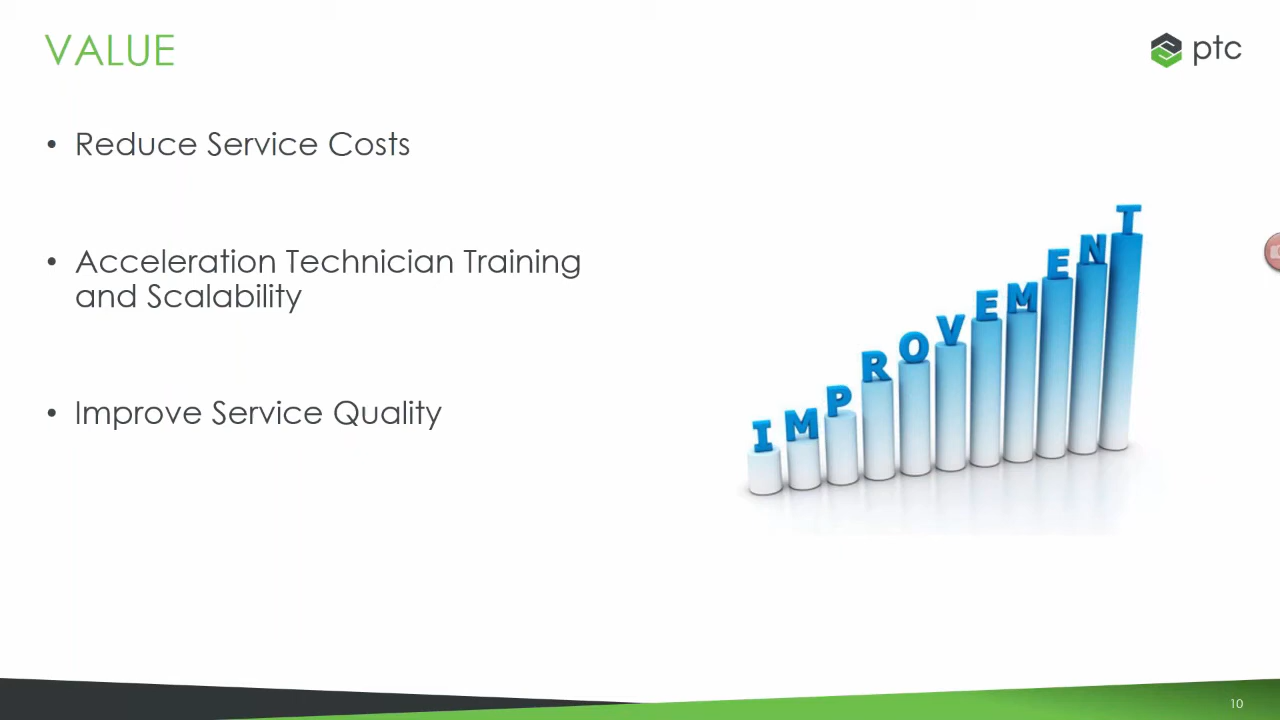 VALUE
ptc
• Reduce Service Costs
• Acceleration Technician Training
and Scalability
• Improve Service Quality
IMPROVEMENT
10